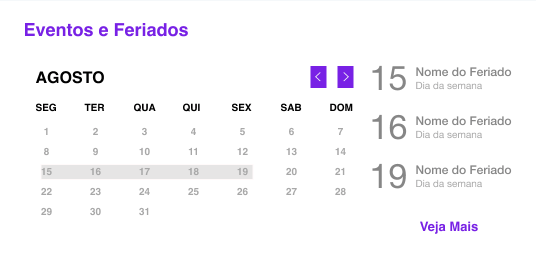 Eventos e Feriados
AGOSTO
SEG TER QUA QUI SEX SAB DOM
1 2 3 4 5 6 7
8 9 10 11 12 13 14
15 16 17 18 19 20 21
22 23 24 25 26 27 28
29 30 31
15 Nome do Feriado
Dia da semana
16 Nome do Feriado
Dia da semana
19 Nome do Feriado
Dia da semana
Veja Mais